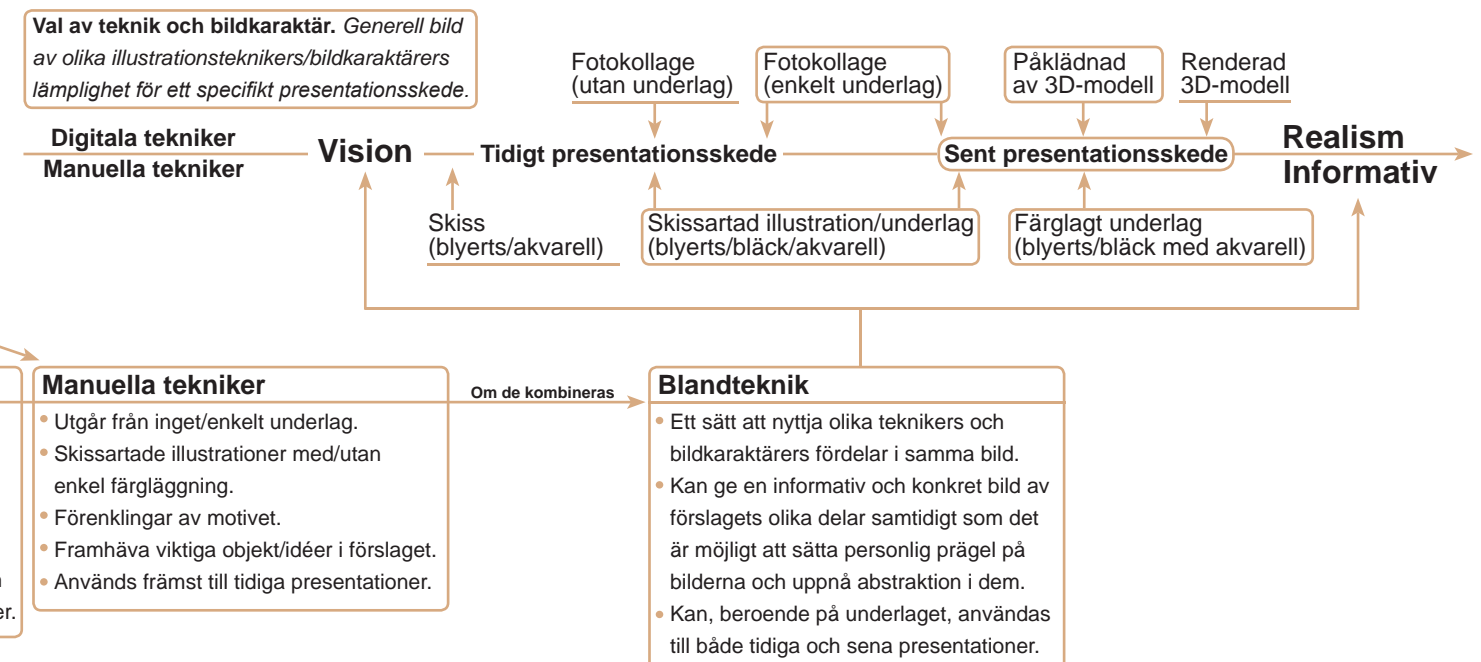 Val av teknik och bildkaraktär. Generell bild
av olika illustrationsteknikers/bildkaraktärers
lämplighet för ett specifikt presentationsskede.
Fotokollage
(utan underlag)
Fotokollage
(enkelt underlag)
Påklädnad
av 3D-modell
Renderad
3D-modell
Digitala tekniker
Manuella tekniker
Vision
Tidigt presentationsskede
Sent presentationsskede
Realism
Informativ
Skiss
(blyerts/akvarell)
Skissartad illustration/underlag
(blyerts/bläck/akvarell)
Färglagt underlag
(blyerts/bläck med akvarell)
er.
Manuella tekniker
• Utgår från inget/enkelt underlag.
• Skissartade illustrationer med/utan
enkel färgläggning.
• Förenklingar av motivet.
• Framhäva viktiga objekt/idéer i förslaget.
• Används främst till tidiga presentationer.
Om de kombineras
Blandteknik
• Ett sätt att nyttja olika teknikers och
bildkaraktärers fördelar i samma bild.
• Kan ge en informativ och konkret bild av
förslagets olika delar samtidigt som det
är möjligt att sätta personlig prägel på
bilderna och uppnå abstraktion i dem.
• Kan, beroende på underlaget, användas
till både tidiga och sena presentationer.